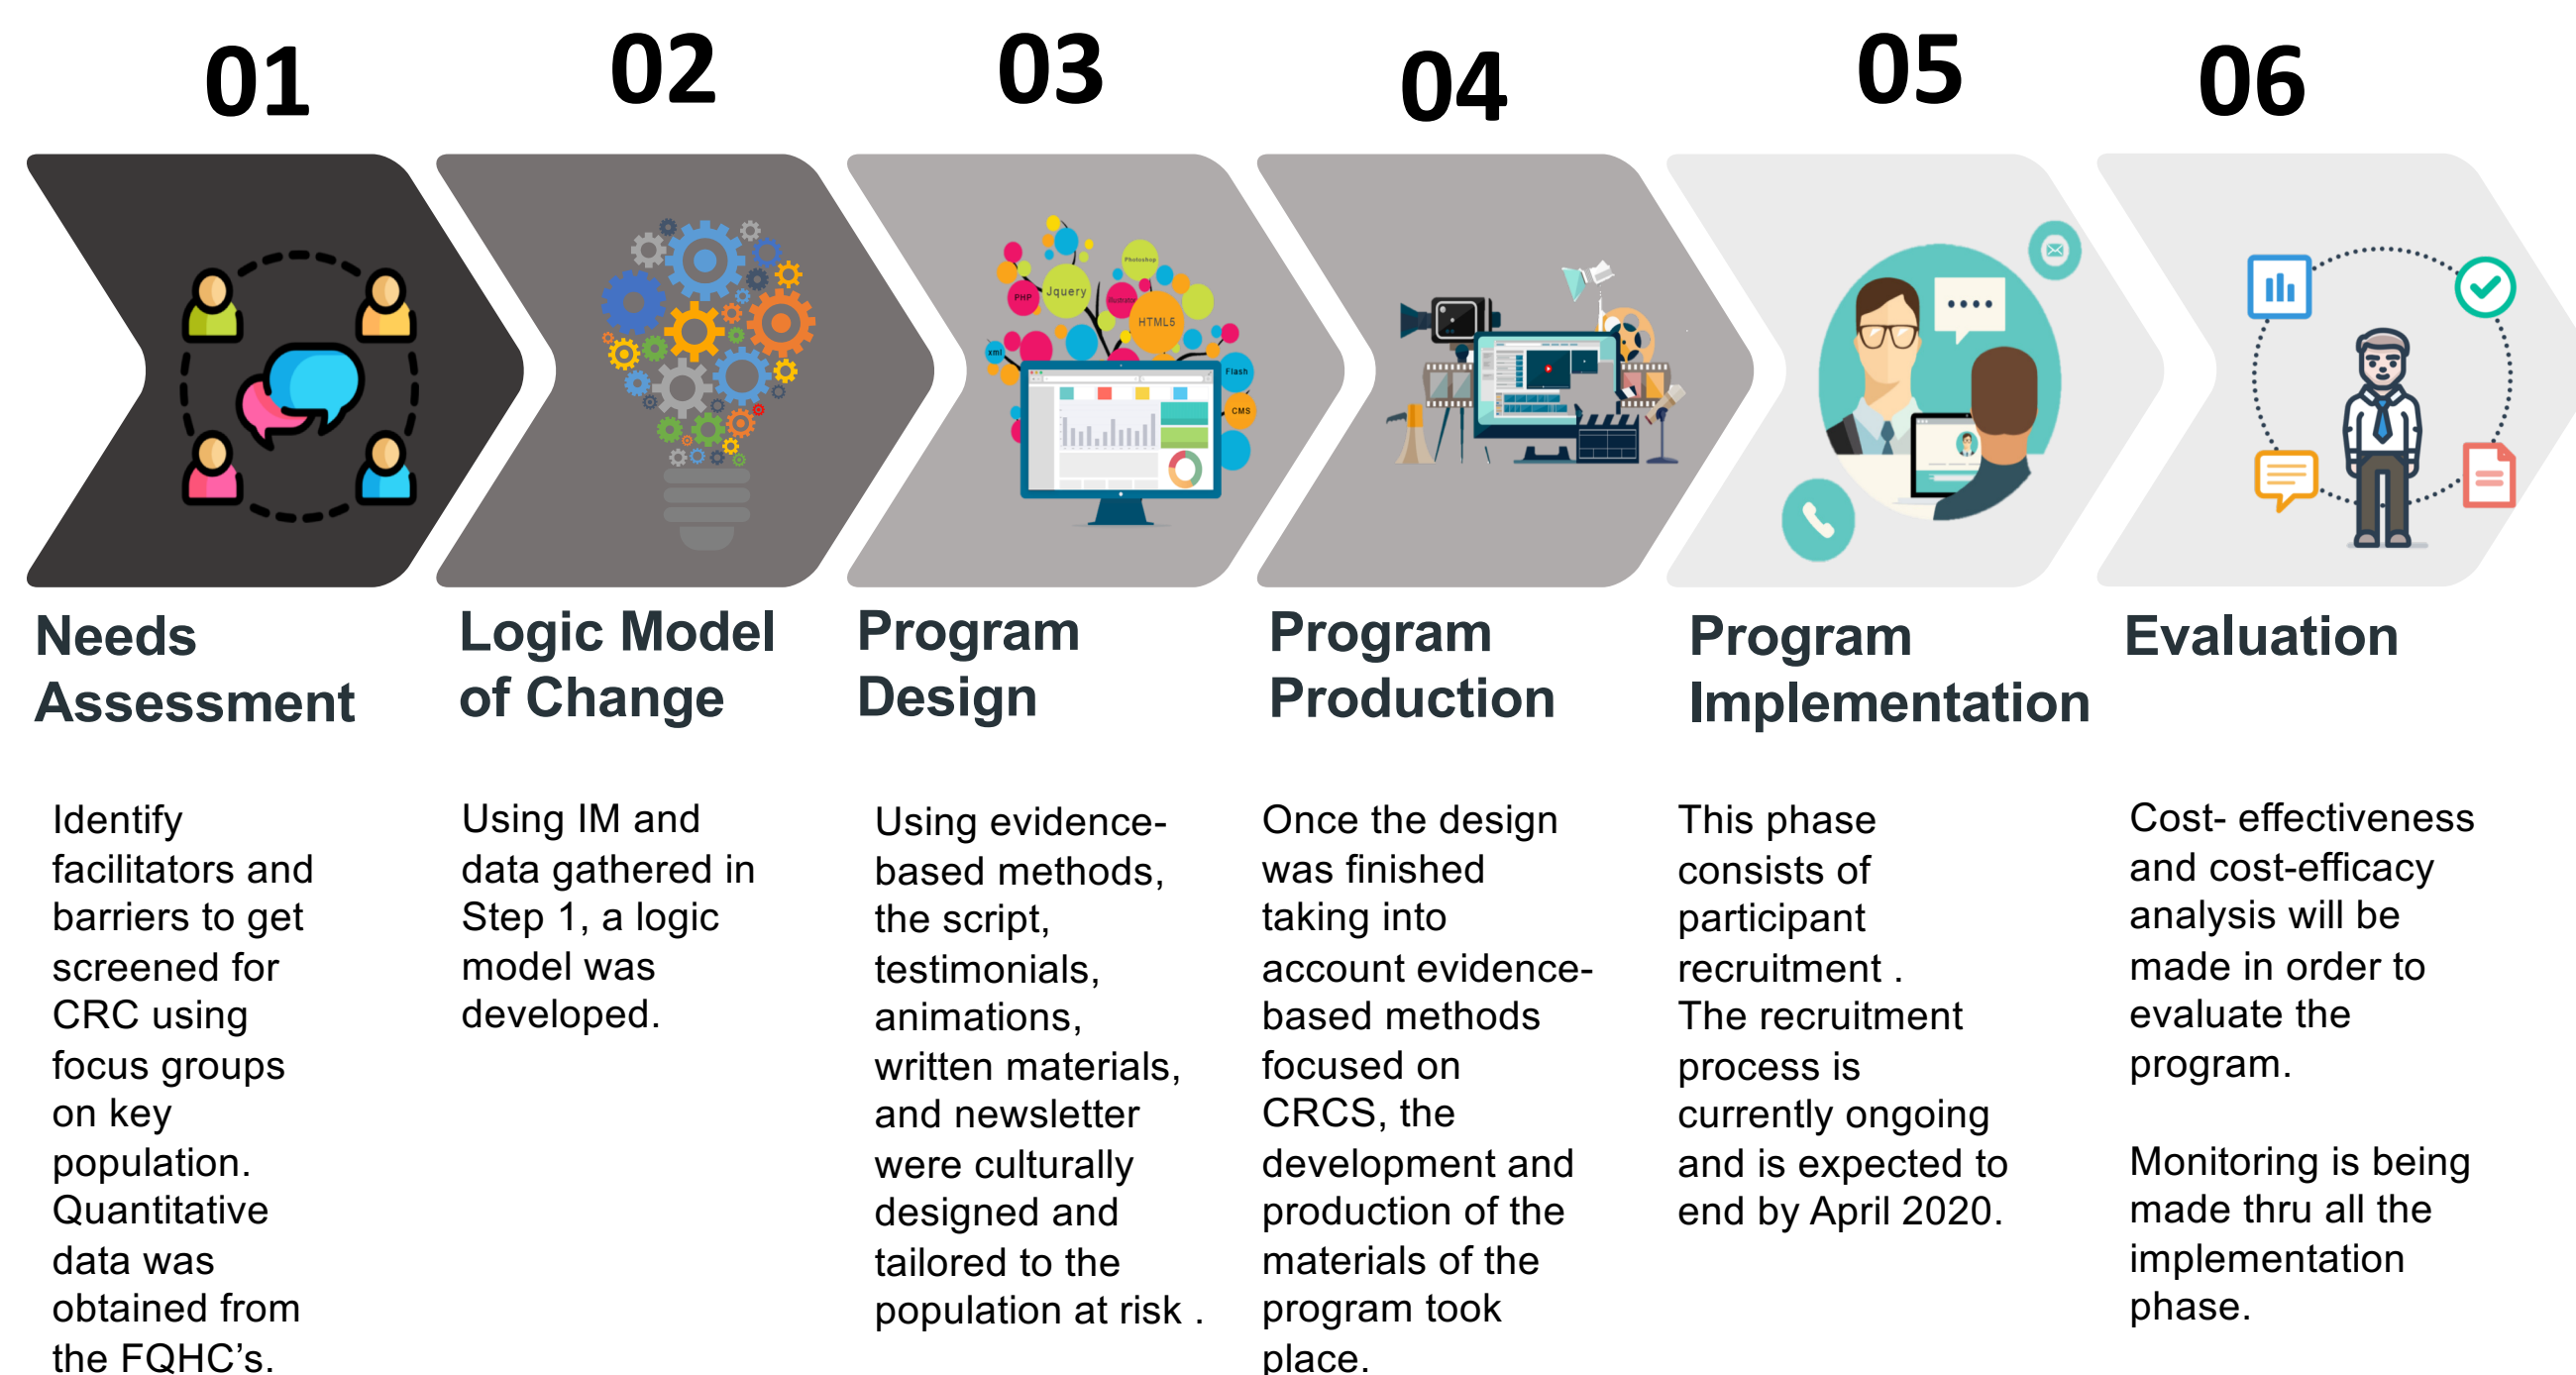 01
02
03
04
05
06
Photoshop
PHP
Jquery
Illustrator
HTML5
xml
Flash
CMS
Needs
Assessment
Identify
facilitators and
barriers to get
screened for
CRC using
focus groups
on key
population.
Quantitative
data was
obtained from
the FQHC’s.
Logic Model
of Change
Using IM and
data gathered in
Step 1, a logic
model was
developed.
Program
Design
Using evidence-
based methods,
the script,
testimonials,
animations,
written materials,
and newsletter
were culturally
designed and
tailored to the
population at risk .
Program
Production
Once the design
was finished
taking into
account evidence-
based methods
focused on
CRCS, the
development and
production of the
materials of the
program took
place.
Program
Implementation
This phase
consists of
participant
recruitment .
The recruitment
process is
currently ongoing
and is expected to
end by April 2020.
Evaluation
Cost- effectiveness
and cost-efficacy
analysis will be
made in order to
evaluate the
program.
Monitoring is being
made thru all the
implementation
phase.